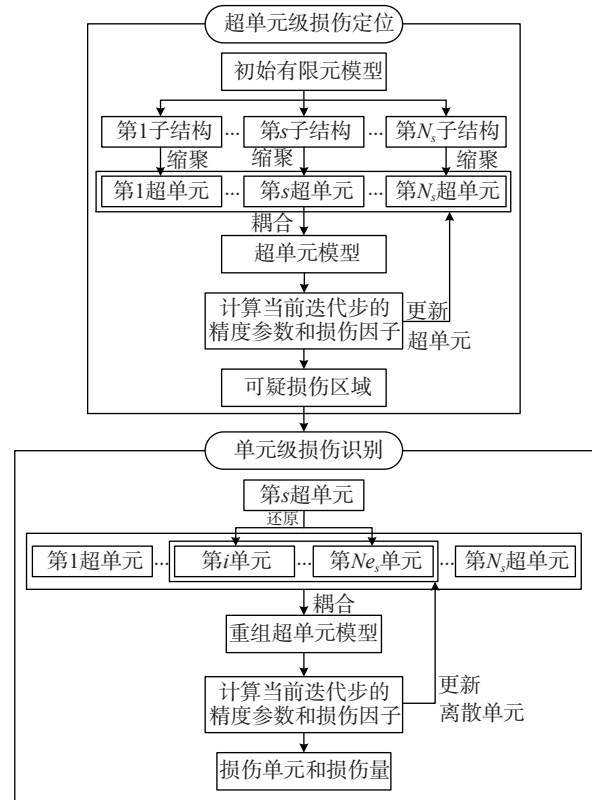 超单元级损伤定位
初始有限元模型
第1子结构 ··· 第s子结构 ··· 第Nₛ子结构
缩聚 缩聚 缩聚
第1超单元 ··· 第s超单元 ··· 第Nₛ超单元
耦合
超单元模型
计算当前迭代步的
精度参数和损伤因子
更新
超单元
可疑损伤区域
单元级损伤识别
第s超单元
还原
第1超单元 ··· 第i单元 ··· 第Neₛ单元 ··· 第Nₛ超单元
耦合
重组超单元模型
计算当前迭代步的
精度参数和损伤因子
更新
离散单元
损伤单元和损伤量